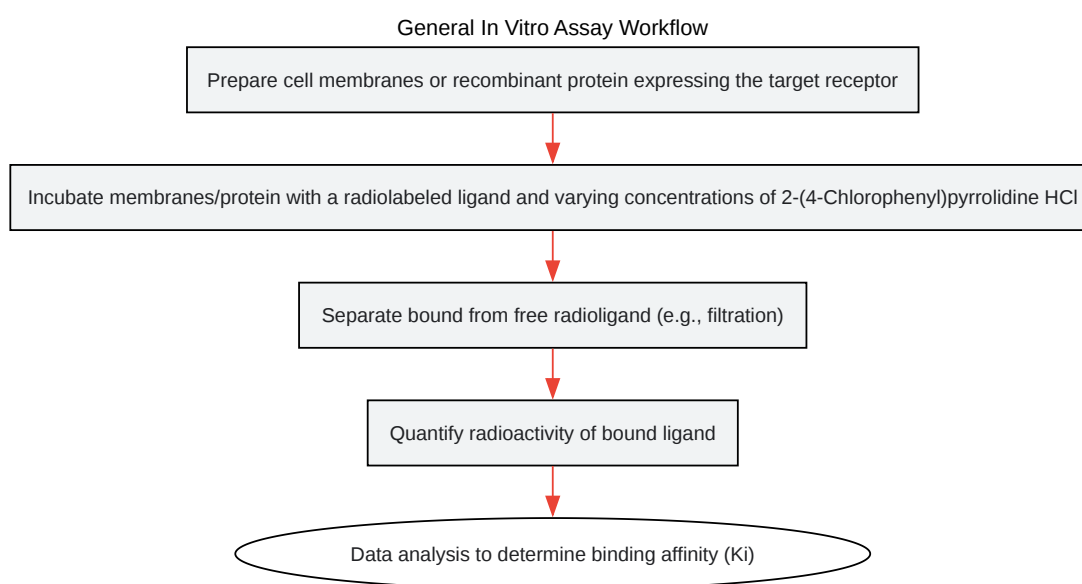 General In Vitro Assay Workflow
Prepare cell membranes or recombinant protein expressing the target receptor
Incubate membranes/protein with a radiolabeled ligand and varying concentrations of 2-(4-Chlorophenyl)pyrrolidine HCl
Separate bound from free radioligand (e.g., filtration)
Quantify radioactivity of bound ligand
Data analysis to determine binding affinity (Ki)